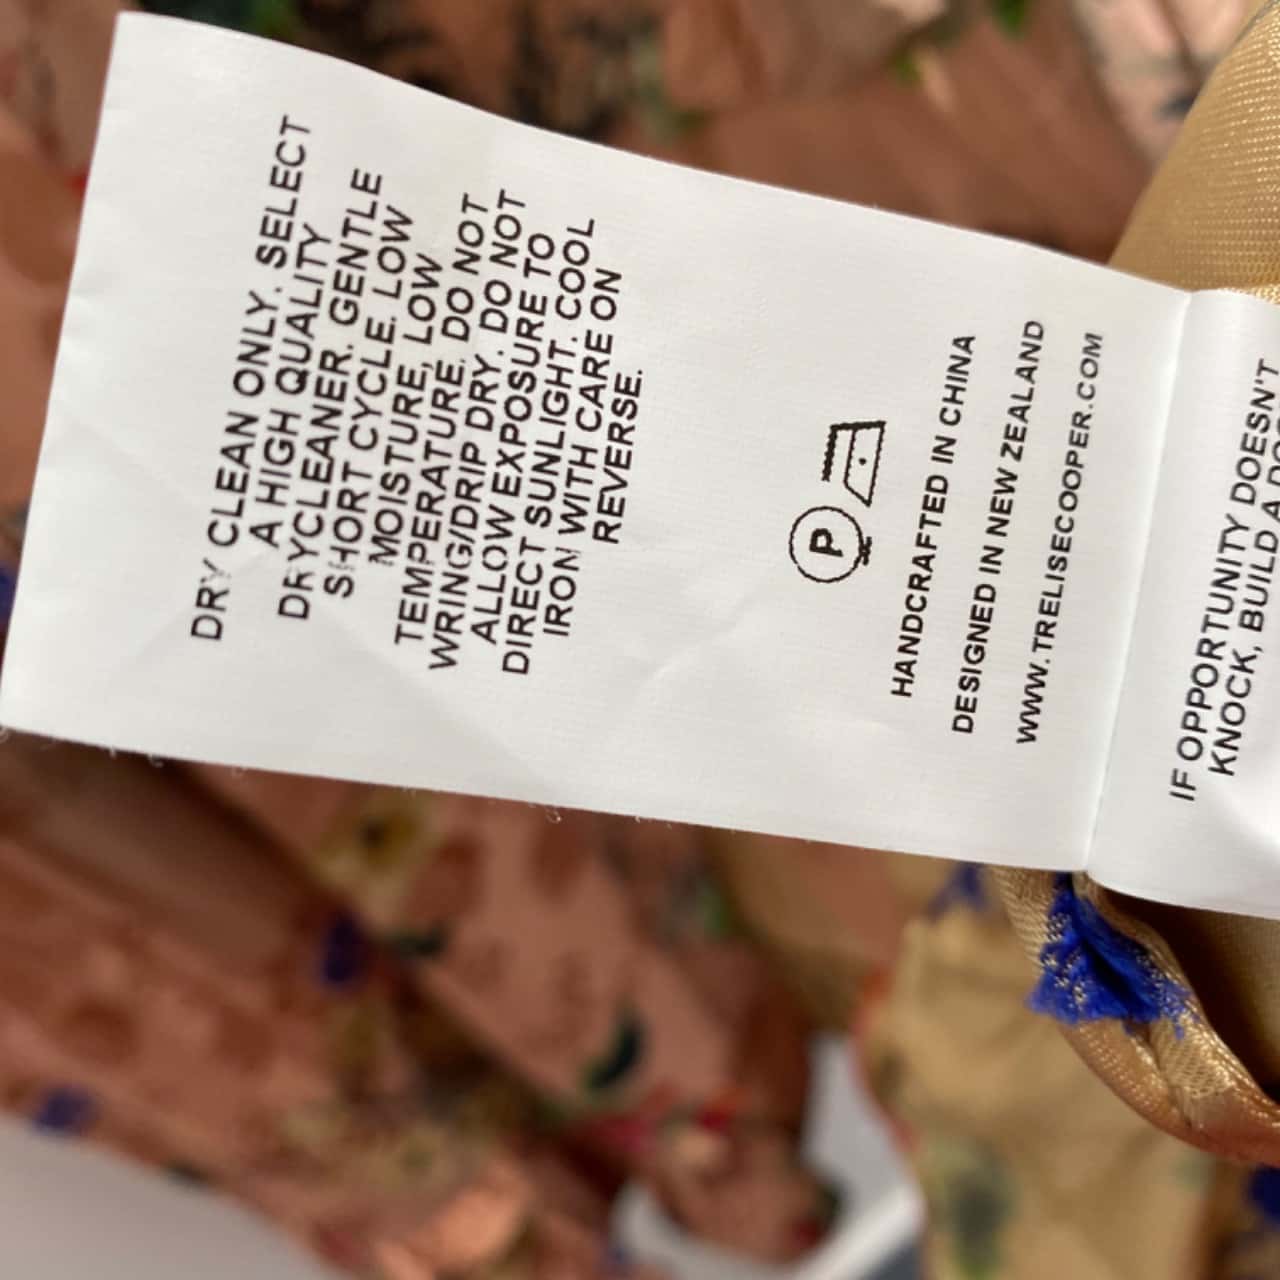 DRY CLEAN ONLY. SELECT
A HIGH QUALITY
DRYCLEANER. GENTLE
SHORT CYCLE. LOW
MOISTURE, LOW
TEMPERATURE. DO NOT
WRING/DRIP DRY. DO NOT
ALLOW EXPOSURE TO
DIRECT SUNLIGHT. COOL
IRON WITH CARE ON
REVERSE.
P
HANDCRAFTED IN CHINA
DESIGNED IN NEW ZEALAND
WWW.TRELISECOOPER.COM
IF OPPORTUNITY DOESN'T
KNOCK, BUILD A